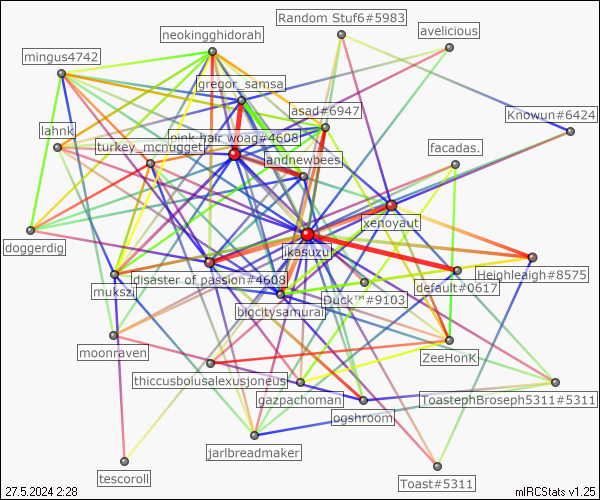 Random Stuf6#5983
avelicious
neokingghidorah
mingus4742
gregor_samsa
asad#6947
Knowun#6424
lahnk
pink hair woag#4608
turkey_mcnugget
facadas.
andnewbees
xenoyaut
doggerdig
ikasuzu!
disaster of passion#4608
Heighleaigh#8575
mukszi
default#0617
Duck™#9103
bigcitysamurai
moonraven
ZeeHonK
thiccusboiusalexusjoneus
gazpachoman
ToastephBroseph5311#5311
ogshroom
jarlbreadmaker
tescoroll
Toast#5311
27.5.2024 2:28
mIRCStats v1.25